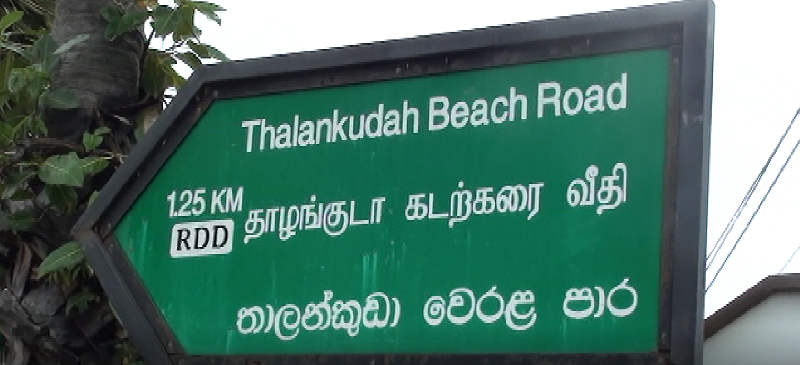 Thalankudah Beach Road
1.25 KM
RDD
தாழங்குடா கடற்கரை வீதி
තාලන්කුඩා වෙරළ පාර